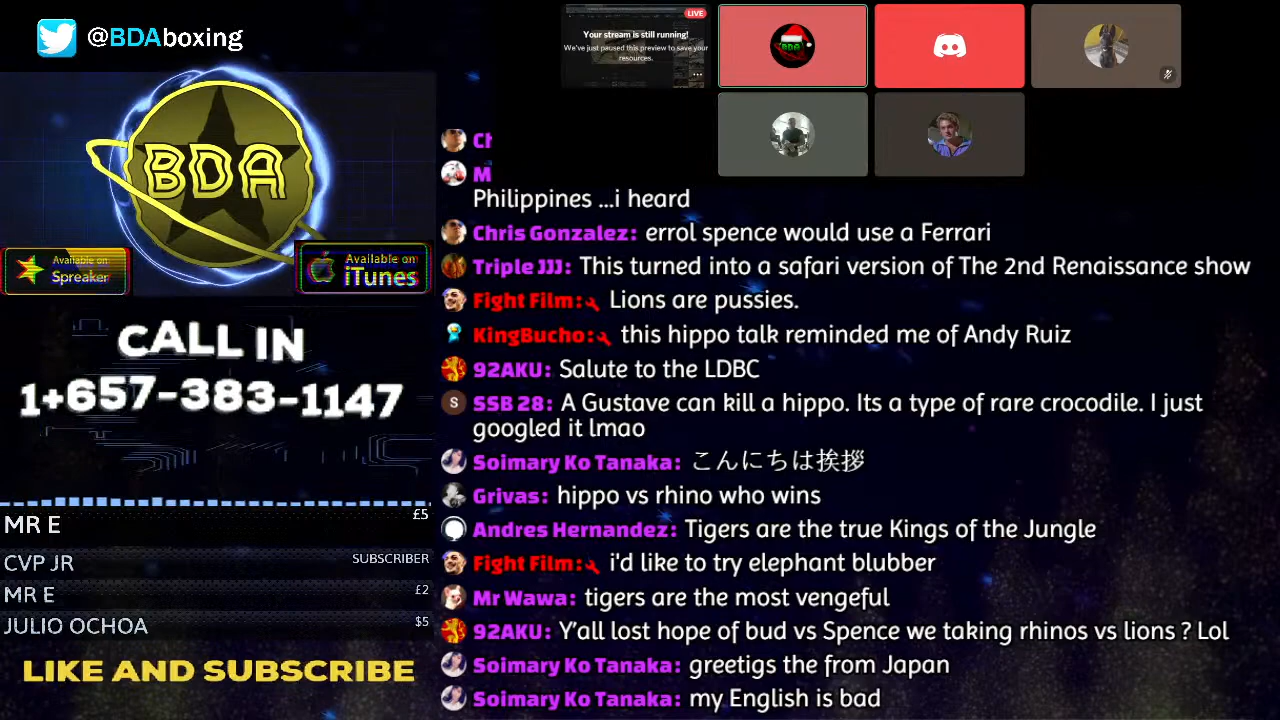 @BDAboxing
BDA
Available on
Spreaker
Available on
iTunes
CALL IN
1+657-383-1147
MR E £5
CVP JR SUBSCRIBER
MR E £2
JULIO OCHOA $5
LIKE AND SUBSCRIBE
LIVE
Your stream is still running!
We've just paused this preview to save your
resources.
BDA
Ch
M
Philippines ...i heard
Chris Gonzalez: errol spence would use a Ferrari
Triple JJJ: This turned into a safari version of The 2nd Renaissance show
Fight Film: Lions are pussies.
KingBucho: this hippo talk reminded me of Andy Ruiz
92AKU: Salute to the LDBC
S SSB 28: A Gustave can kill a hippo. Its a type of rare crocodile. I just
googled it lmao
Soimary Ko Tanaka: こんにちは挨拶
Grivas: hippo vs rhino who wins
Andres Hernandez: Tigers are the true Kings of the Jungle
Fight Film: i'd like to try elephant blubber
Mr Wawa: tigers are the most vengeful
92AKU: Y'all lost hope of bud vs Spence we taking rhinos vs lions ? Lol
Soimary Ko Tanaka: greetigs the from Japan
Soimary Ko Tanaka: my English is bad